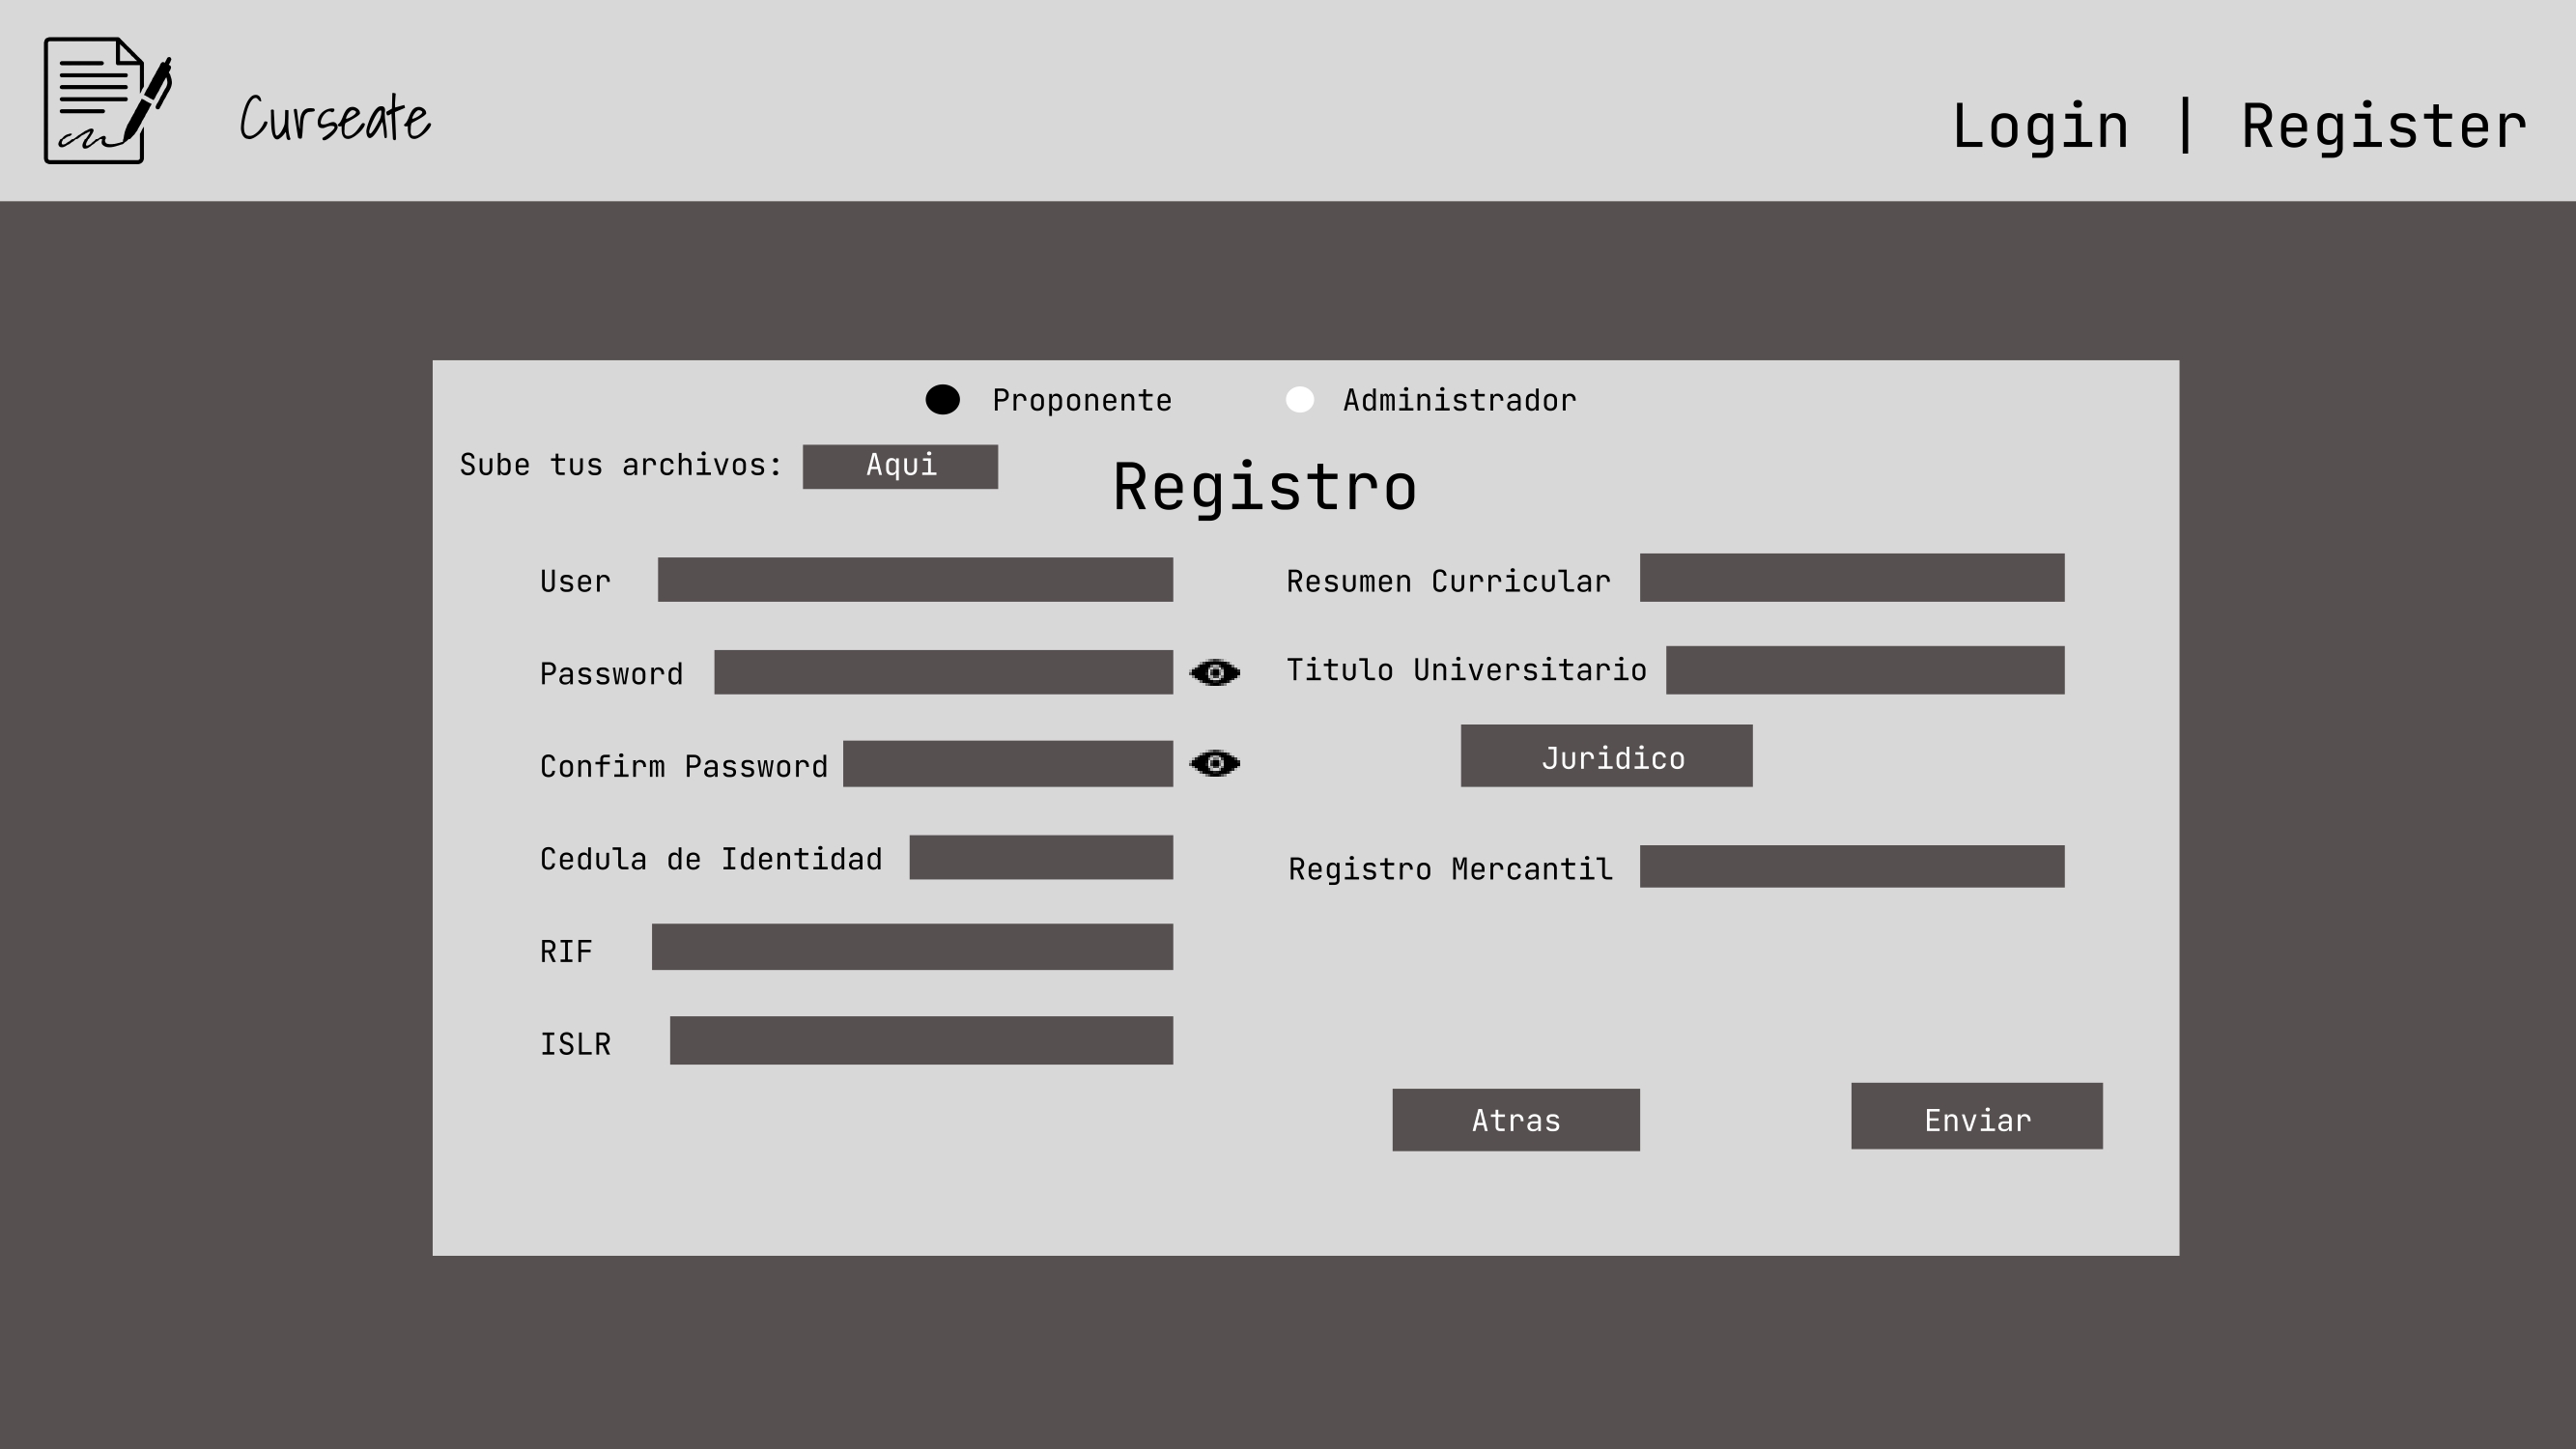 Curseate
Login | Register
Proponente
Administrador
Sube tus archivos:
Aqui
Registro
User
Password
Confirm Password
Cedula de Identidad
RIF
ISLR
Resumen Curricular
Titulo Universitario
Juridico
Registro Mercantil
Atras
Enviar